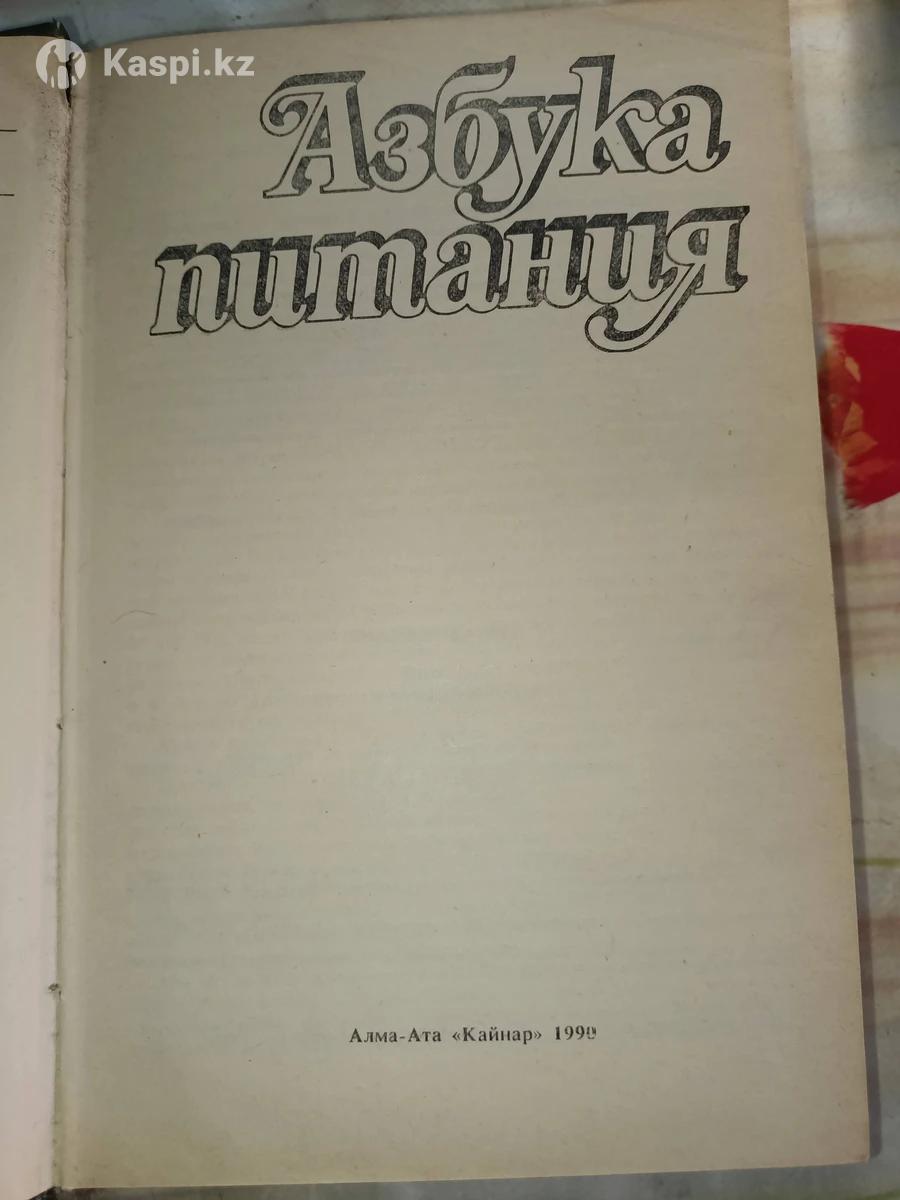 Kaspi.kz
Азбука
питания
Алма-Ата «Кайнар» 1990